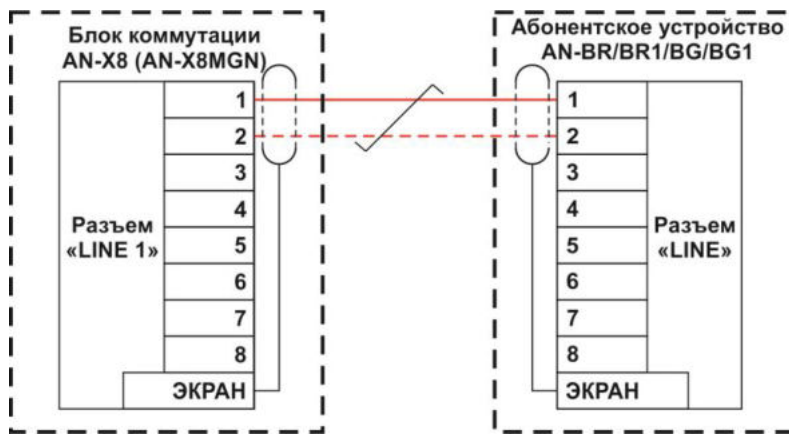 Блок коммутации
AN-X8 (AN-X8MGN)
1
2
3
4
5
6
7
8
ЭКРАН
Разъем
«LINE 1»
Абонентское устройство
AN-BR/BR1/BG/BG1
1
2
3
4
5
6
7
8
ЭКРАН
Разъем
«LINE»